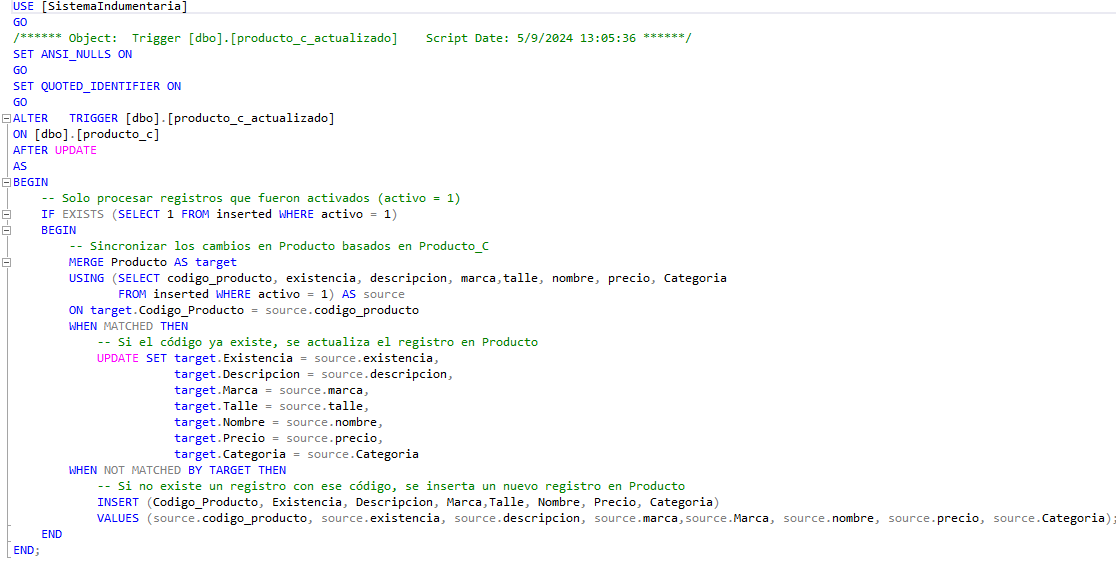 USE [SistemaIndumentaria]
GO
/****** Object:  Trigger [dbo].[producto_c_actualizado]    Script Date: 5/9/2024 13:05:36 ******/
SET ANSI_NULLS ON
GO
SET QUOTED_IDENTIFIER ON
GO
ALTER   TRIGGER [dbo].[producto_c_actualizado]
ON [dbo].[producto_c]
AFTER UPDATE
AS
BEGIN
    -- Solo procesar registros que fueron activados (activo = 1)
    IF EXISTS (SELECT 1 FROM inserted WHERE activo = 1)
    BEGIN
        -- Sincronizar los cambios en Producto basados en Producto_C
        MERGE Producto AS target
        USING (SELECT codigo_producto, existencia, descripcion, marca,talle, nombre, precio, Categoria
               FROM inserted WHERE activo = 1) AS source
        ON target.Codigo_Producto = source.codigo_producto
        WHEN MATCHED THEN
            -- Si el código ya existe, se actualiza el registro en Producto
            UPDATE SET target.Existencia = source.existencia,
                       target.Descripcion = source.descripcion,
                       target.Marca = source.marca,
                       target.Talle = source.talle,
                       target.Nombre = source.nombre,
                       target.Precio = source.precio,
                       target.Categoria = source.Categoria
        WHEN NOT MATCHED BY TARGET THEN
            -- Si no existe un registro con ese código, se inserta un nuevo registro en Producto
            INSERT (Codigo_Producto, Existencia, Descripcion, Marca,Talle, Nombre, Precio, Categoria)
            VALUES (source.codigo_producto, source.existencia, source.descripcion, source.marca,source.Marca, source.nombre, source.precio, source.Categoria);
    END
END;